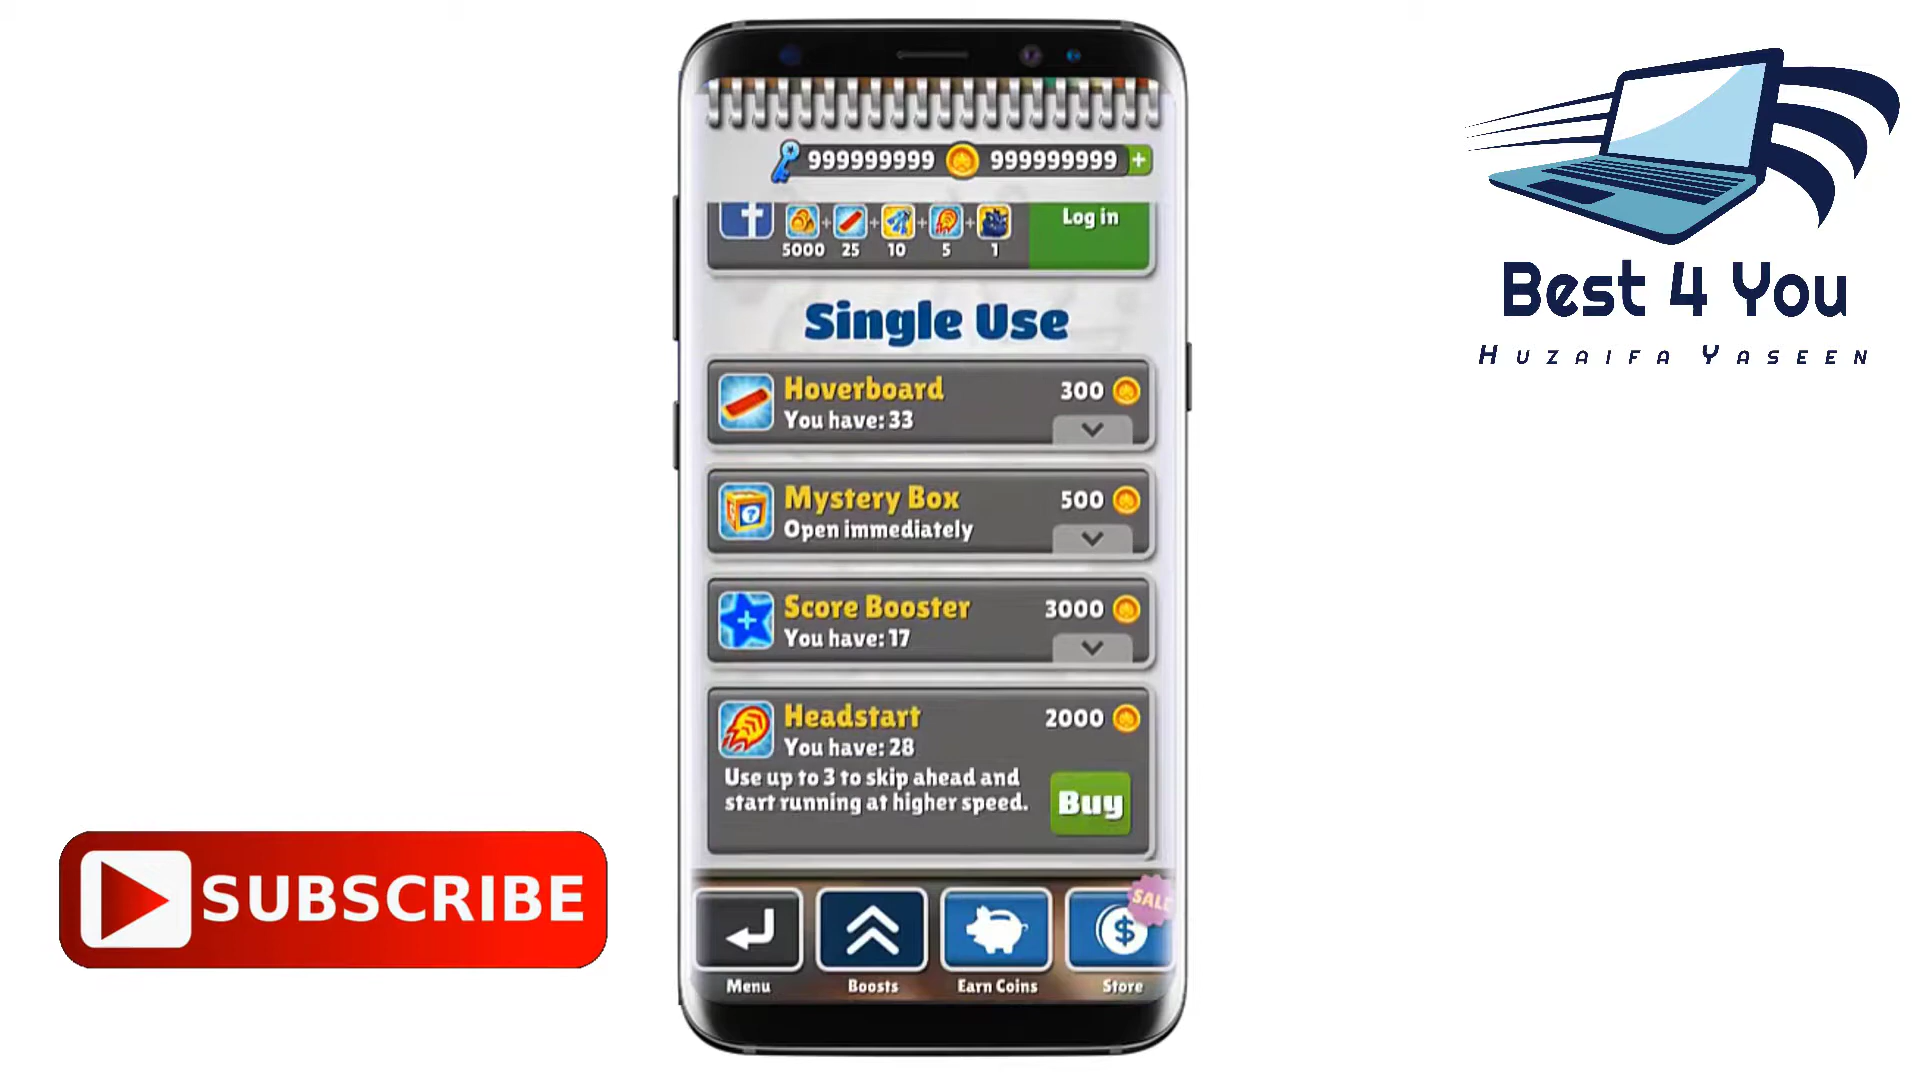 999999999 999999999 +
f + + + + Log in
5000 25 10 5 1
Single Use
Hoverboard 300
You have: 33
Mystery Box 500
Open immediately
Score Booster 3000
You have: 17
Headstart 2000
You have: 28
Use up to 3 to skip ahead and
start running at higher speed.
Buy
SALE
Menu Boosts Earn Coins Store
SUBSCRIBE
Best 4 You
Huzaifa Yaseen